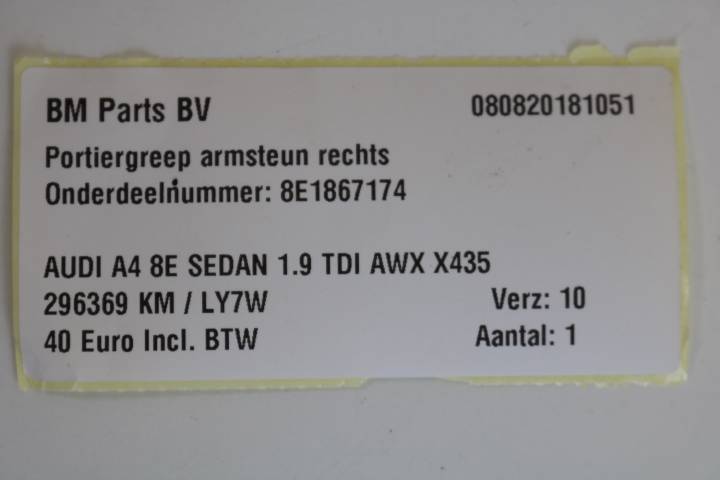 BM Parts BV 080820181051
Portiergreep armsteun rechts
Onderdeelnummer: 8E1867174
AUDI A4 8E SEDAN 1.9 TDI AWX X435
296369 KM / LY7W Verz: 10
40 Euro Incl. BTW Aantal: 1